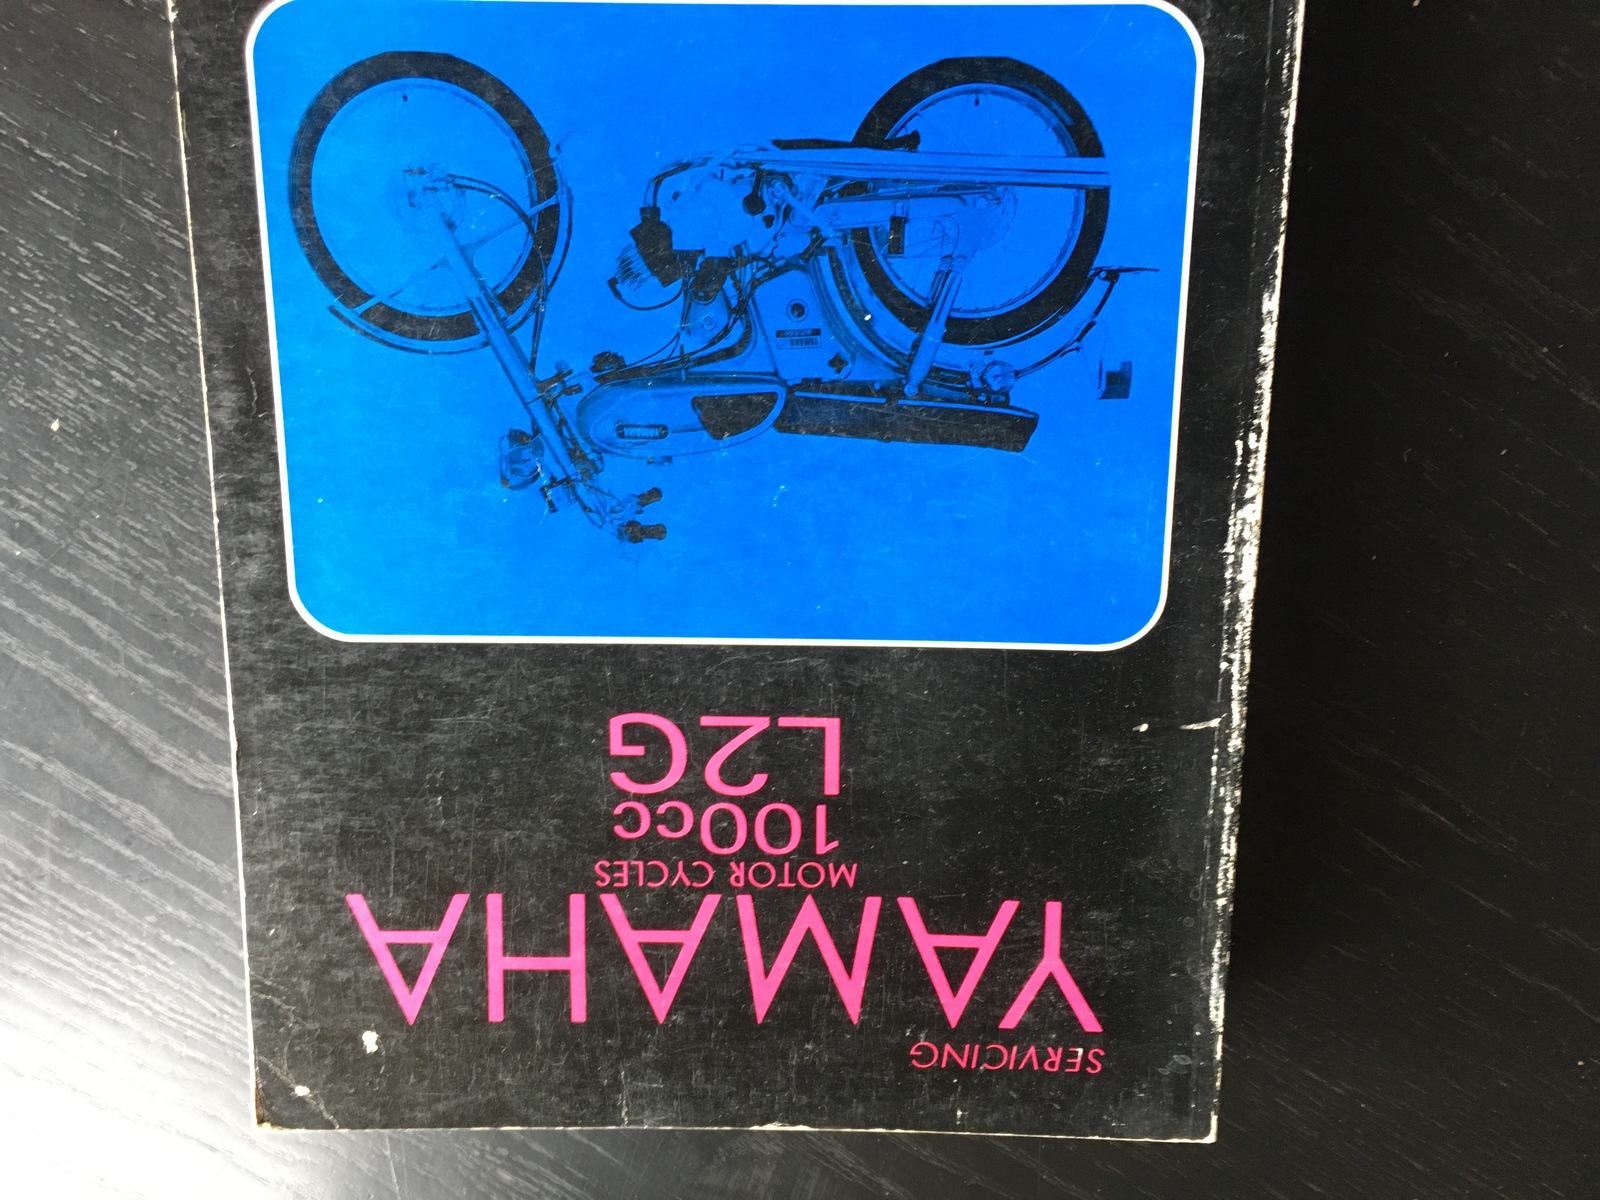 SERVICING
YAMAHA
MOTOR CYCLES
100cc
L2G